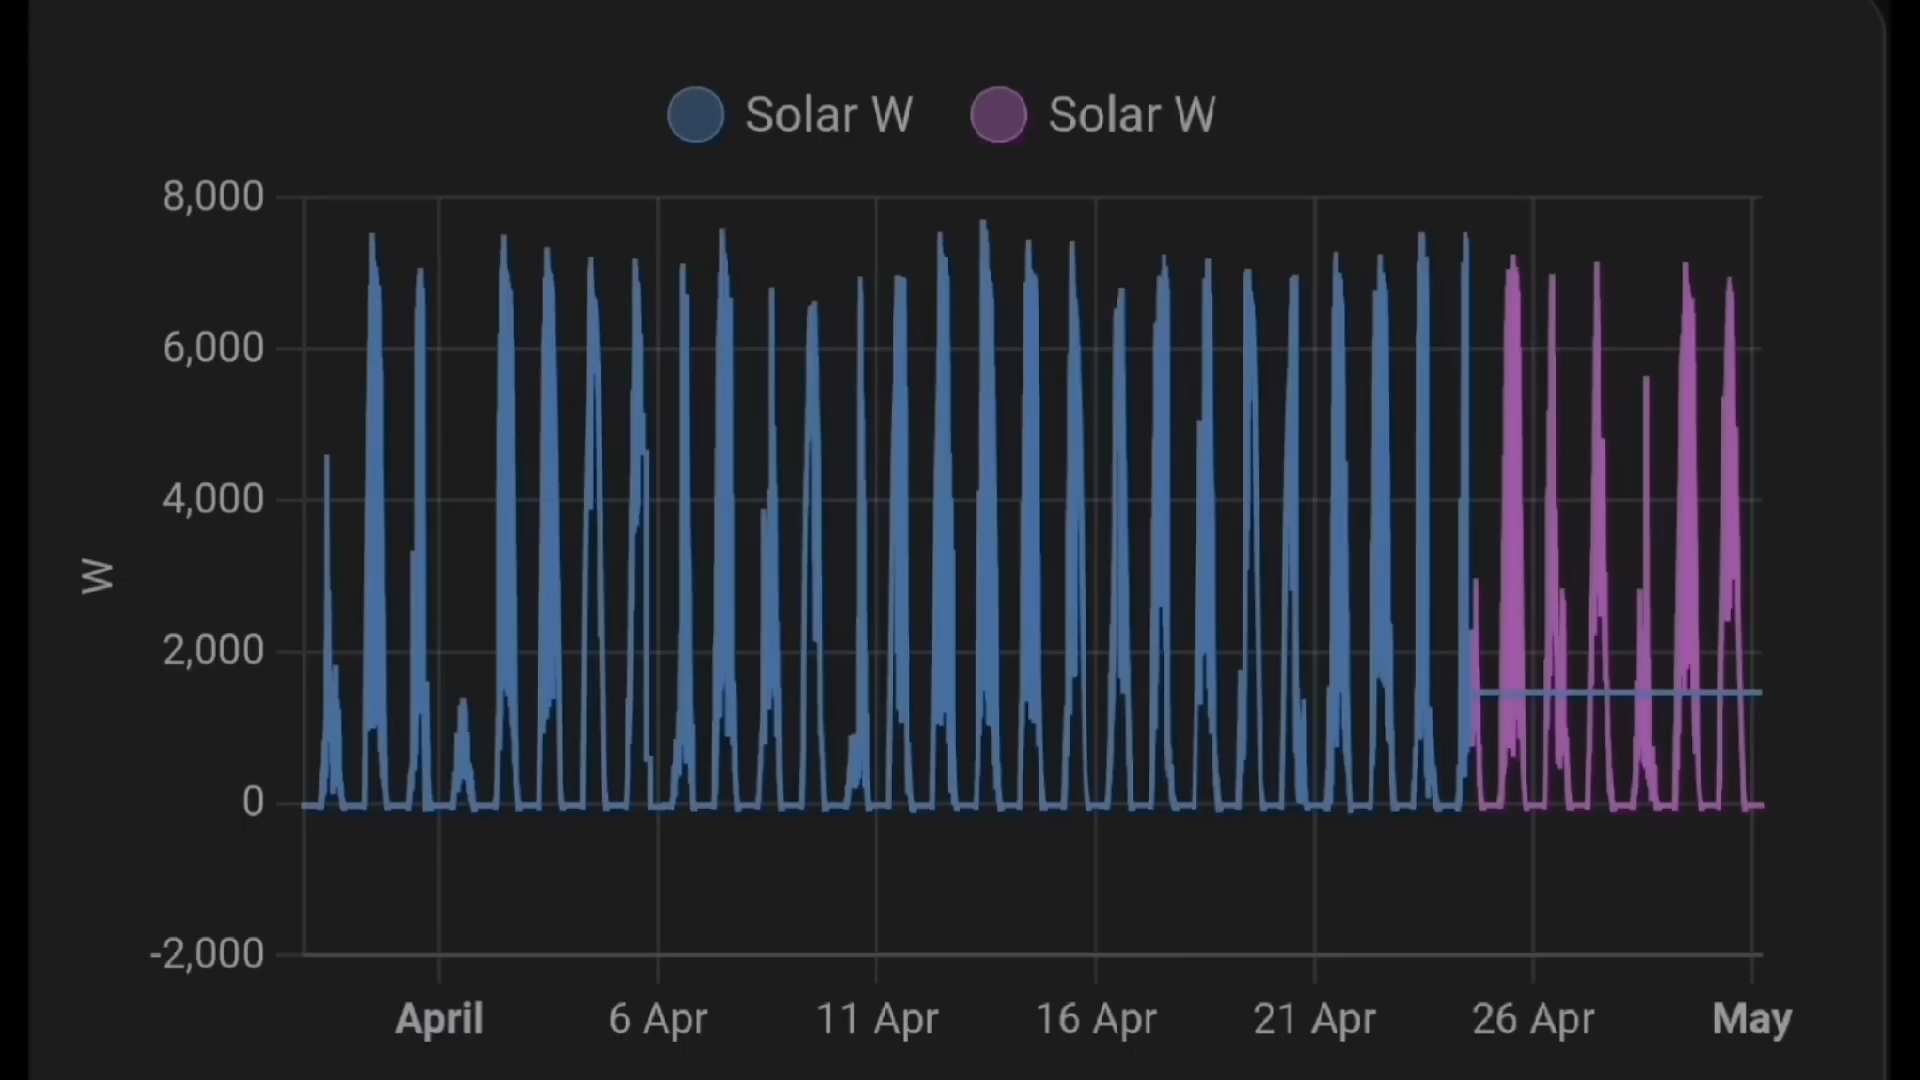 Solar W Solar W
8,000
6,000
4,000
W
2,000
0
-2,000
April 6 Apr 11 Apr 16 Apr 21 Apr 26 Apr May